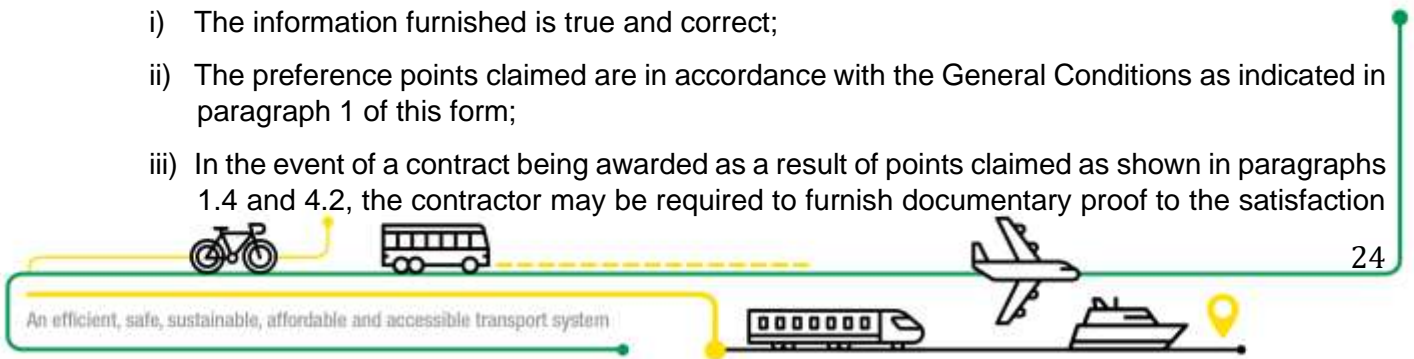 i) The information furnished is true and correct;
ii) The preference points claimed are in accordance with the General Conditions as indicated in
paragraph 1 of this form;
iii) In the event of a contract being awarded as a result of points claimed as shown in paragraphs
1.4 and 4.2, the contractor may be required to furnish documentary proof to the satisfaction
24
An efficient, safe, sustainable, affordable and accessible transport system